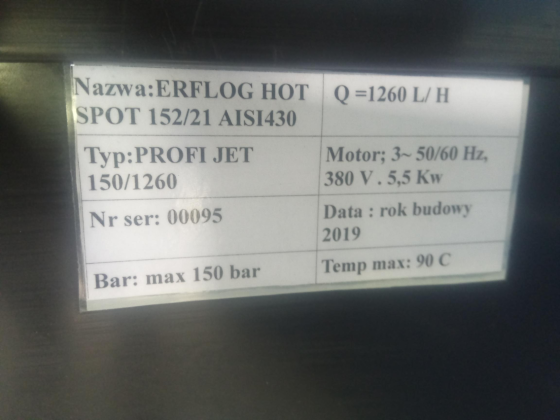 Nazwa:ERFLOG HOT
SPOT 152/21 AISI430
Q =1260 L/ H
Typ:PROFI JET
150/1260
Motor; 3~ 50/60 Hz,
380 V . 5,5 Kw
Nr ser: 00095
Data : rok budowy
2019
Bar: max 150 bar
Temp max: 90 C